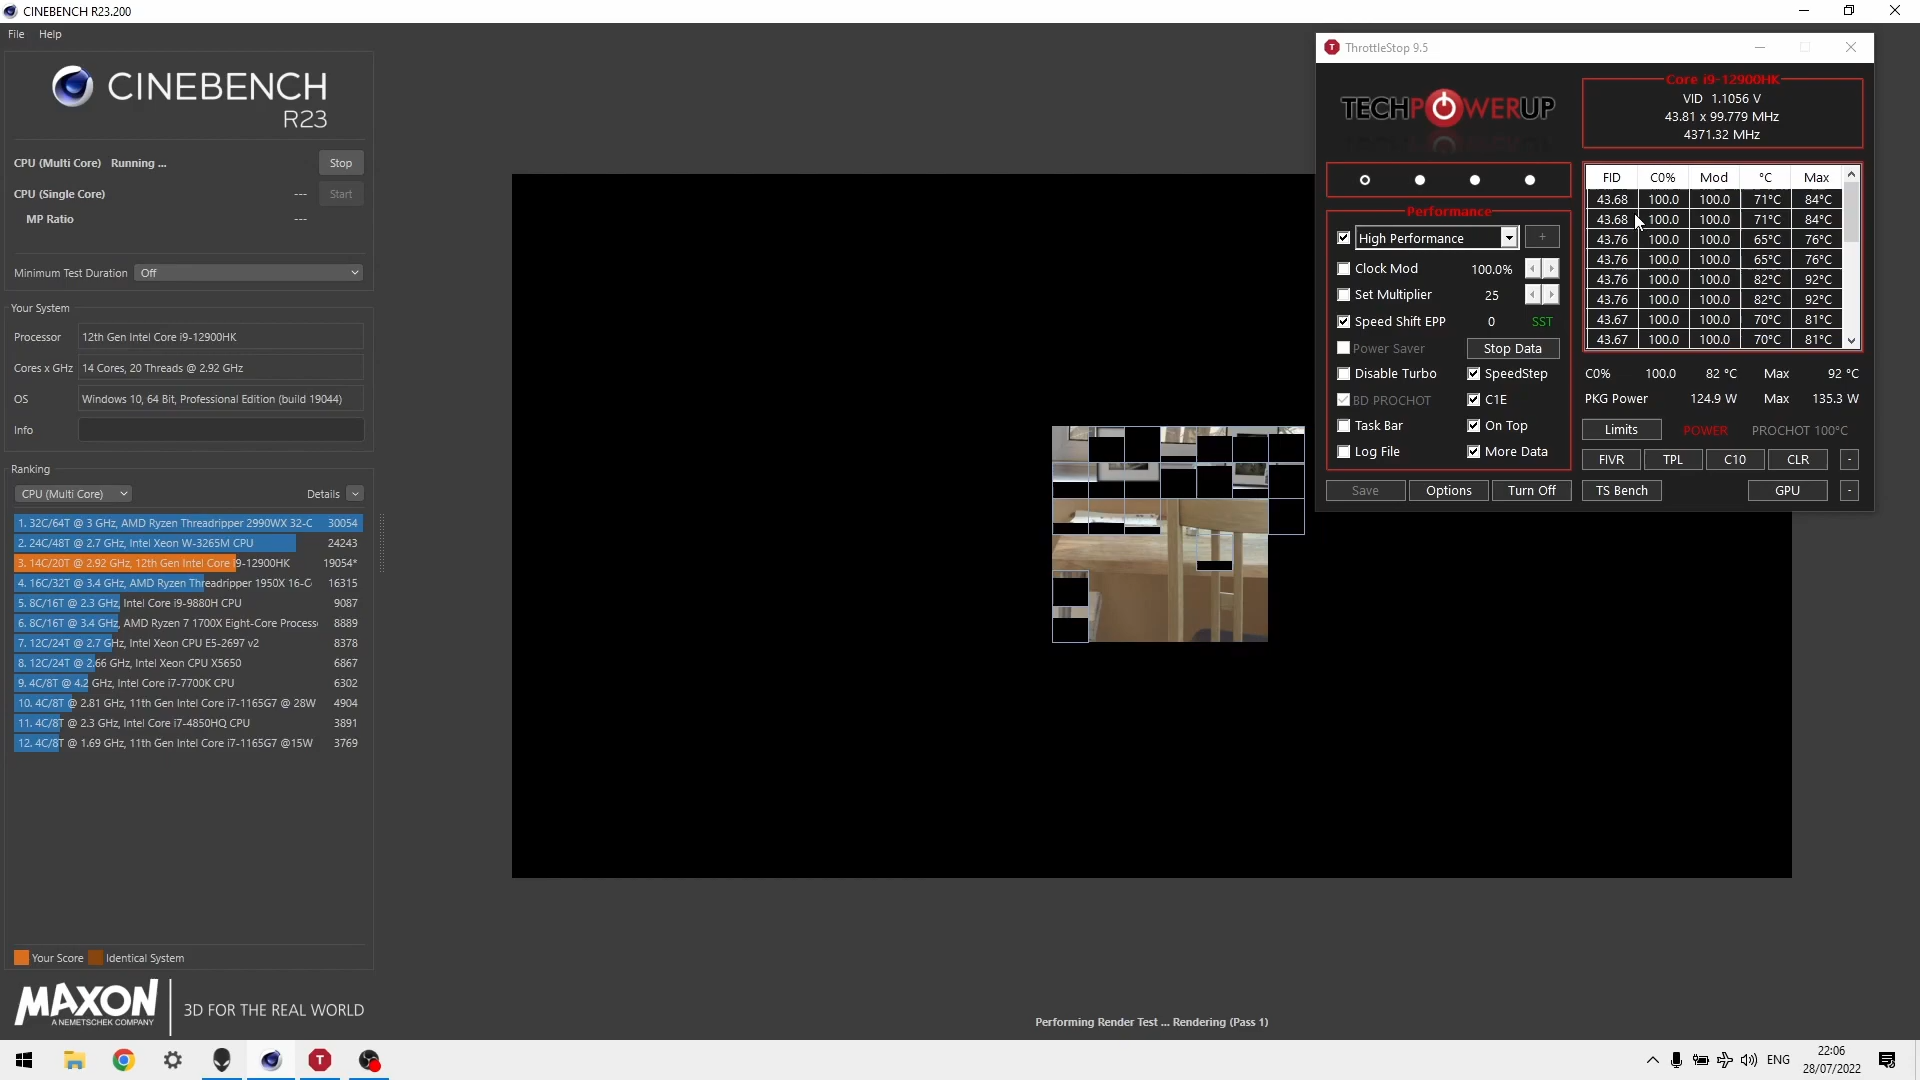 CINEBENCH R23.200
File Help
CINEBENCH
R23
CPU (Multi Core) Running ... Stop
CPU (Single Core) --- Start
MP Ratio ---
Minimum Test Duration Off
Your System
Processor 12th Gen Intel Core i9-12900HK
Cores x GHz 14 Cores, 20 Threads @ 2.92 GHz
OS Windows 10, 64 Bit, Professional Edition (build 19044)
Info
Ranking
CPU (Multi Core) Details
1. 32C/64T @ 3 GHz, AMD Ryzen Threadripper 2990WX 32-C 30054
2. 24C/48T @ 2.7 GHz, Intel Xeon W-3265M CPU 24243
3. 14C/20T @ 2.92 GHz, 12th Gen Intel Core i9-12900HK 19054*
4. 16C/32T @ 3.4 GHz, AMD Ryzen Threadripper 1950X 16-C 16315
5. 8C/16T @ 2.3 GHz, Intel Core i9-9880H CPU 9087
6. 8C/16T @ 3.4 GHz, AMD Ryzen 7 1700X Eight-Core Process 8889
7. 12C/24T @ 2.7 GHz, Intel Xeon CPU E5-2697 v2 8378
8. 12C/24T @ 2.66 GHz, Intel Xeon CPU X5650 6867
9. 4C/8T @ 4.2 GHz, Intel Core i7-7700K CPU 6302
10. 4C/8T @ 2.81 GHz, 11th Gen Intel Core i7-1165G7 @ 28W 4904
11. 4C/8T @ 2.3 GHz, Intel Core i7-4850HQ CPU 3891
12. 4C/8T @ 1.69 GHz, 11th Gen Intel Core i7-1165G7 @15W 3769
Your Score Identical System
MAXON
A NEMETSCHEK COMPANY
3D FOR THE REAL WORLD
Performing Render Test ... Rendering (Pass 1)
T ThrottleStop 9.5
TECHPOWERUP
Core i9-12900HK
VID 1.1056 V
43.81 x 99.779 MHz
4371.32 MHz
Performance
High Performance +
Clock Mod 100.0%
Set Multiplier 25
Speed Shift EPP 0 SST
Power Saver Stop Data
Disable Turbo SpeedStep
BD PROCHOT C1E
Task Bar On Top
Log File More Data
Save Options Turn Off
FID C0% Mod °C Max
43.68 100.0 100.0 71°C 84°C
43.68 100.0 100.0 71°C 84°C
43.76 100.0 100.0 65°C 76°C
43.76 100.0 100.0 65°C 76°C
43.76 100.0 100.0 82°C 92°C
43.76 100.0 100.0 82°C 92°C
43.67 100.0 100.0 70°C 81°C
43.67 100.0 100.0 70°C 81°C
C0% 100.0 82 °C Max 92 °C
PKG Power 124.9 W Max 135.3 W
Limits POWER PROCHOT 100°C
FIVR TPL C10 CLR -
TS Bench GPU -
T
ENG
22:06
28/07/2022